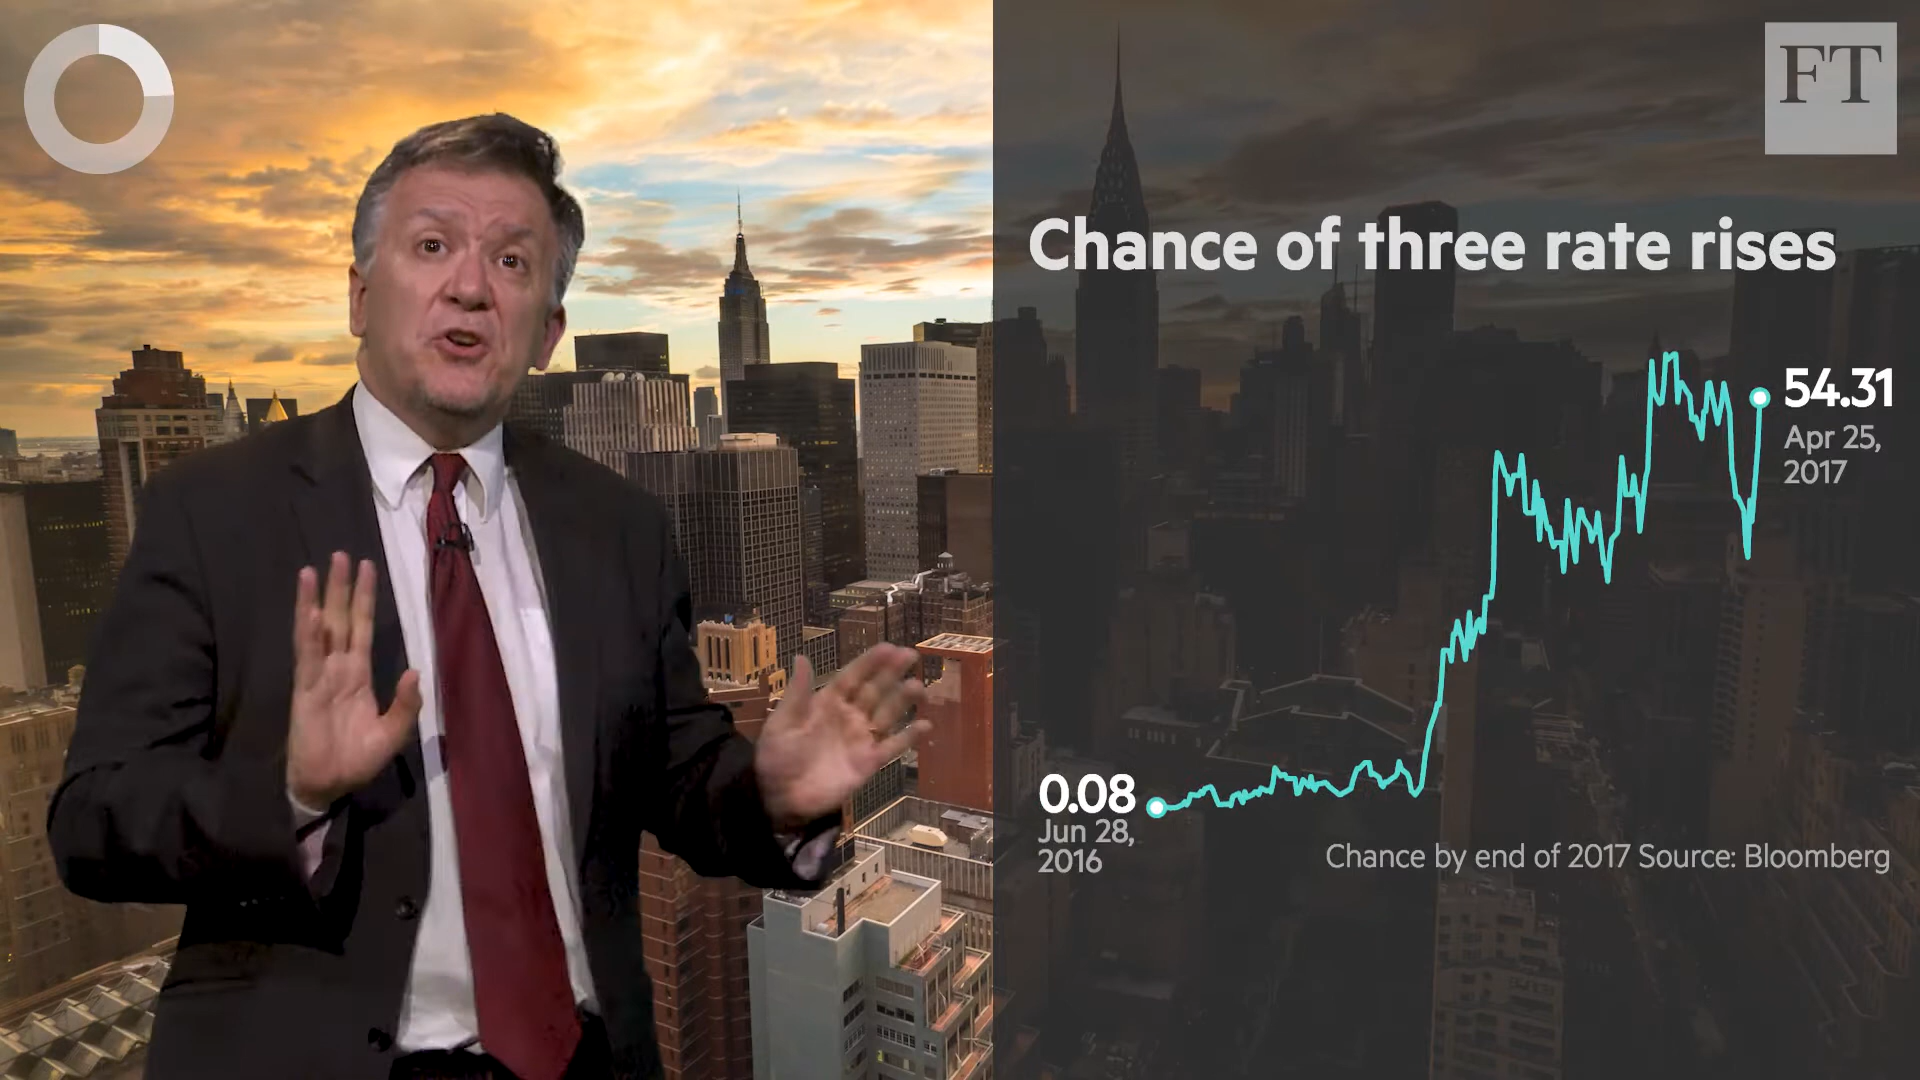 FT
Chance of three rate rises
54.31
Apr 25,
2017
0.08
Jun 28,
2016
Chance by end of 2017 Source: Bloomberg